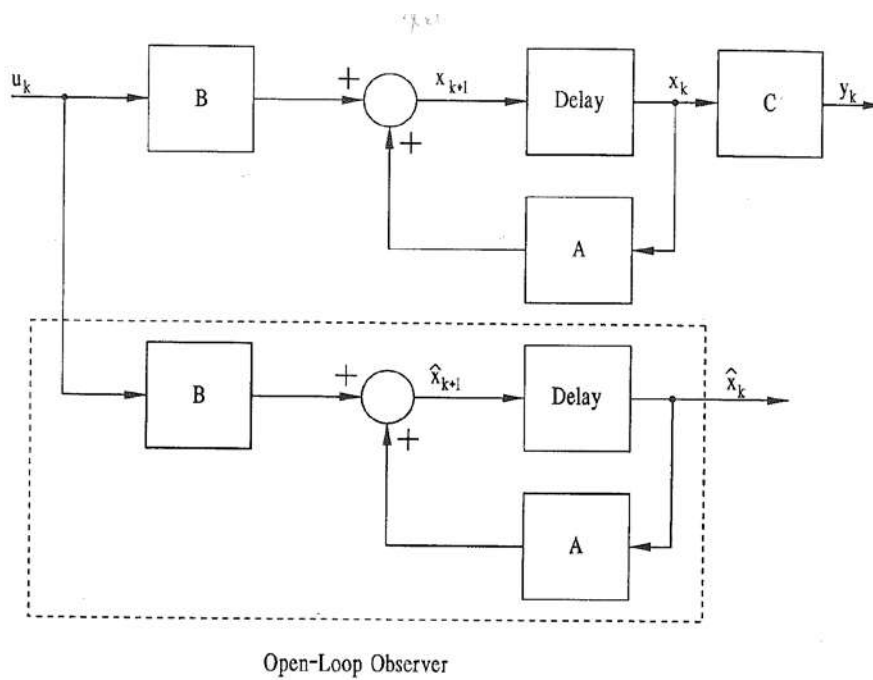 u_k
B
+
x_{k+1}
Delay
x_k
C
y_k
+
A
B
+
x̂_{k+1}
Delay
x̂_k
+
A
Open-Loop Observer